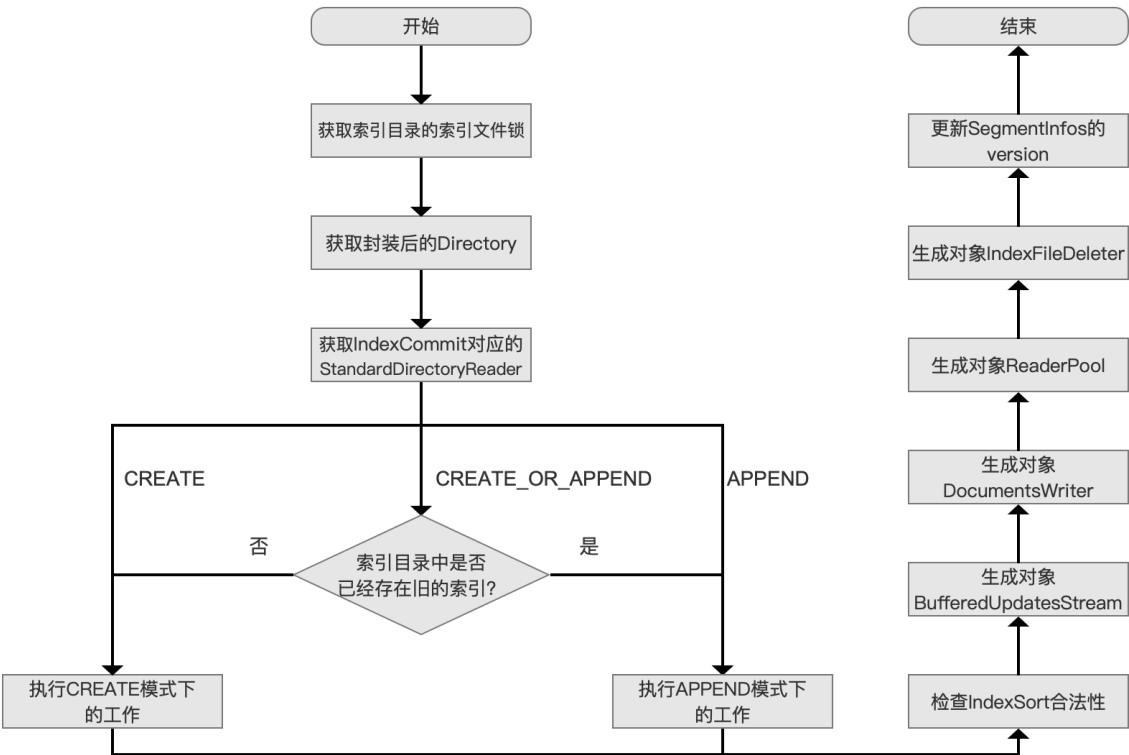 开始
获取索引目录的索引文件锁
获取封装后的Directory
获取IndexCommit对应的
StandardDirectoryReader
CREATE
CREATE_OR_APPEND
APPEND
否
是
索引目录中是否
已经存在旧的索引?
执行CREATE模式下
的工作
执行APPEND模式下
的工作
检查IndexSort合法性
生成对象
BufferedUpdatesStream
生成对象
DocumentsWriter
生成对象ReaderPool
生成对象IndexFileDeleter
更新SegmentInfos的
version
结束